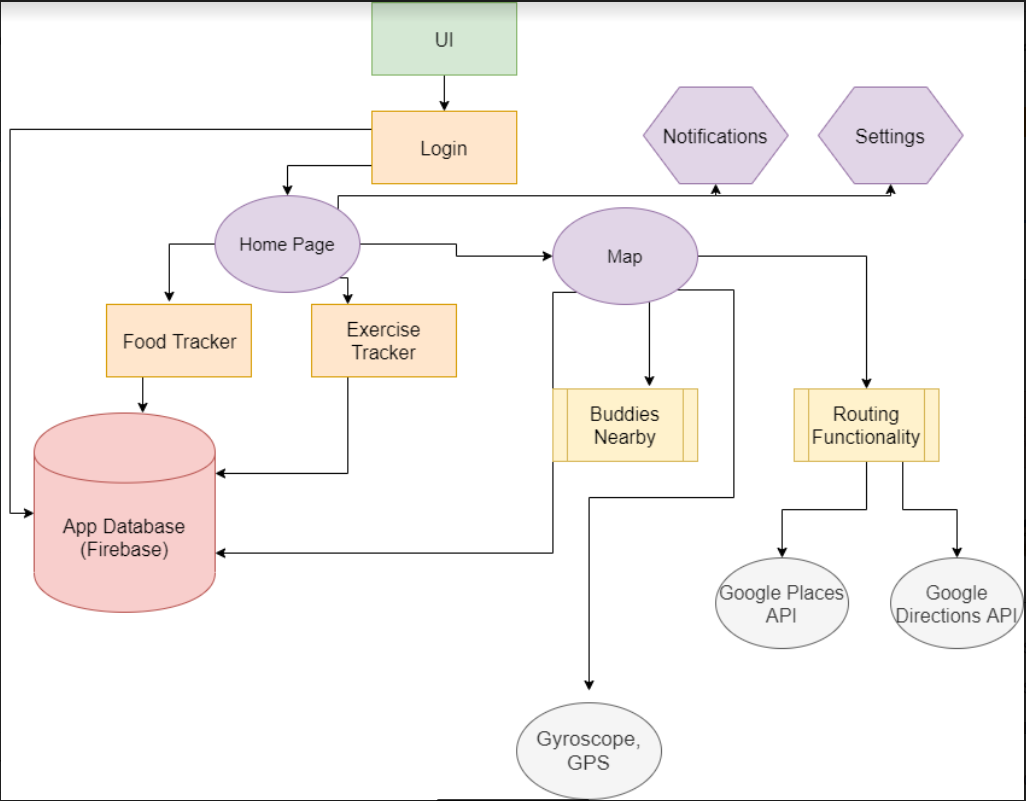 UI
Login
Notifications
Settings
Home Page
Map
Food Tracker
Exercise
Tracker
Buddies
Nearby
Routing
Functionality
App Database
(Firebase)
Google Places
API
Google
Directions API
Gyroscope,
GPS